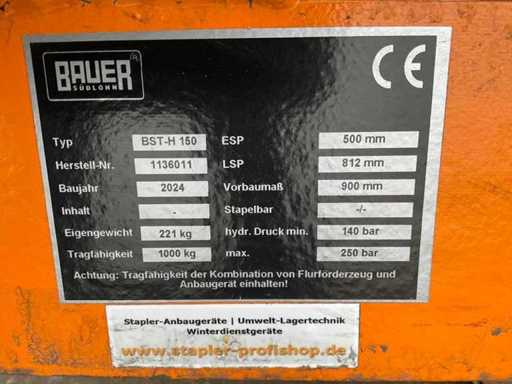 BAUER R
SÜDLOHN
CE
Typ BST-H 150 ESP 500 mm
Herstell-Nr. 1136011 LSP 812 mm
Baujahr 2024 Vorbaumaß 900 mm
Inhalt - Stapelbar -/-
Eigengewicht 221 kg hydr. Druck min. 140 bar
Tragfähigkeit 1000 kg max. 250 bar
Achtung: Tragfähigkeit der Kombination von Flurförderzeug und
Anbaugerät einhalten!
Stapler-Anbaugeräte | Umwelt-Lagertechnik
Winterdienstgeräte
www.stapler-profishop.de